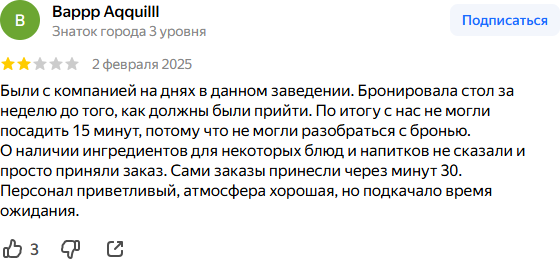 B
Bappp Aqquilll
Знаток города 3 уровня
Подписаться
2 февраля 2025
Были с компанией на днях в данном заведении. Бронировала стол за
неделю до того, как должны были прийти. По итогу с нас не могли
посадить 15 минут, потому что не могли разобраться с бронью.
О наличии ингредиентов для некоторых блюд и напитков не сказали и
просто приняли заказ. Сами заказы принесли через минут 30.
Персонал приветливый, атмосфера хорошая, но подкачало время
ожидания.
3